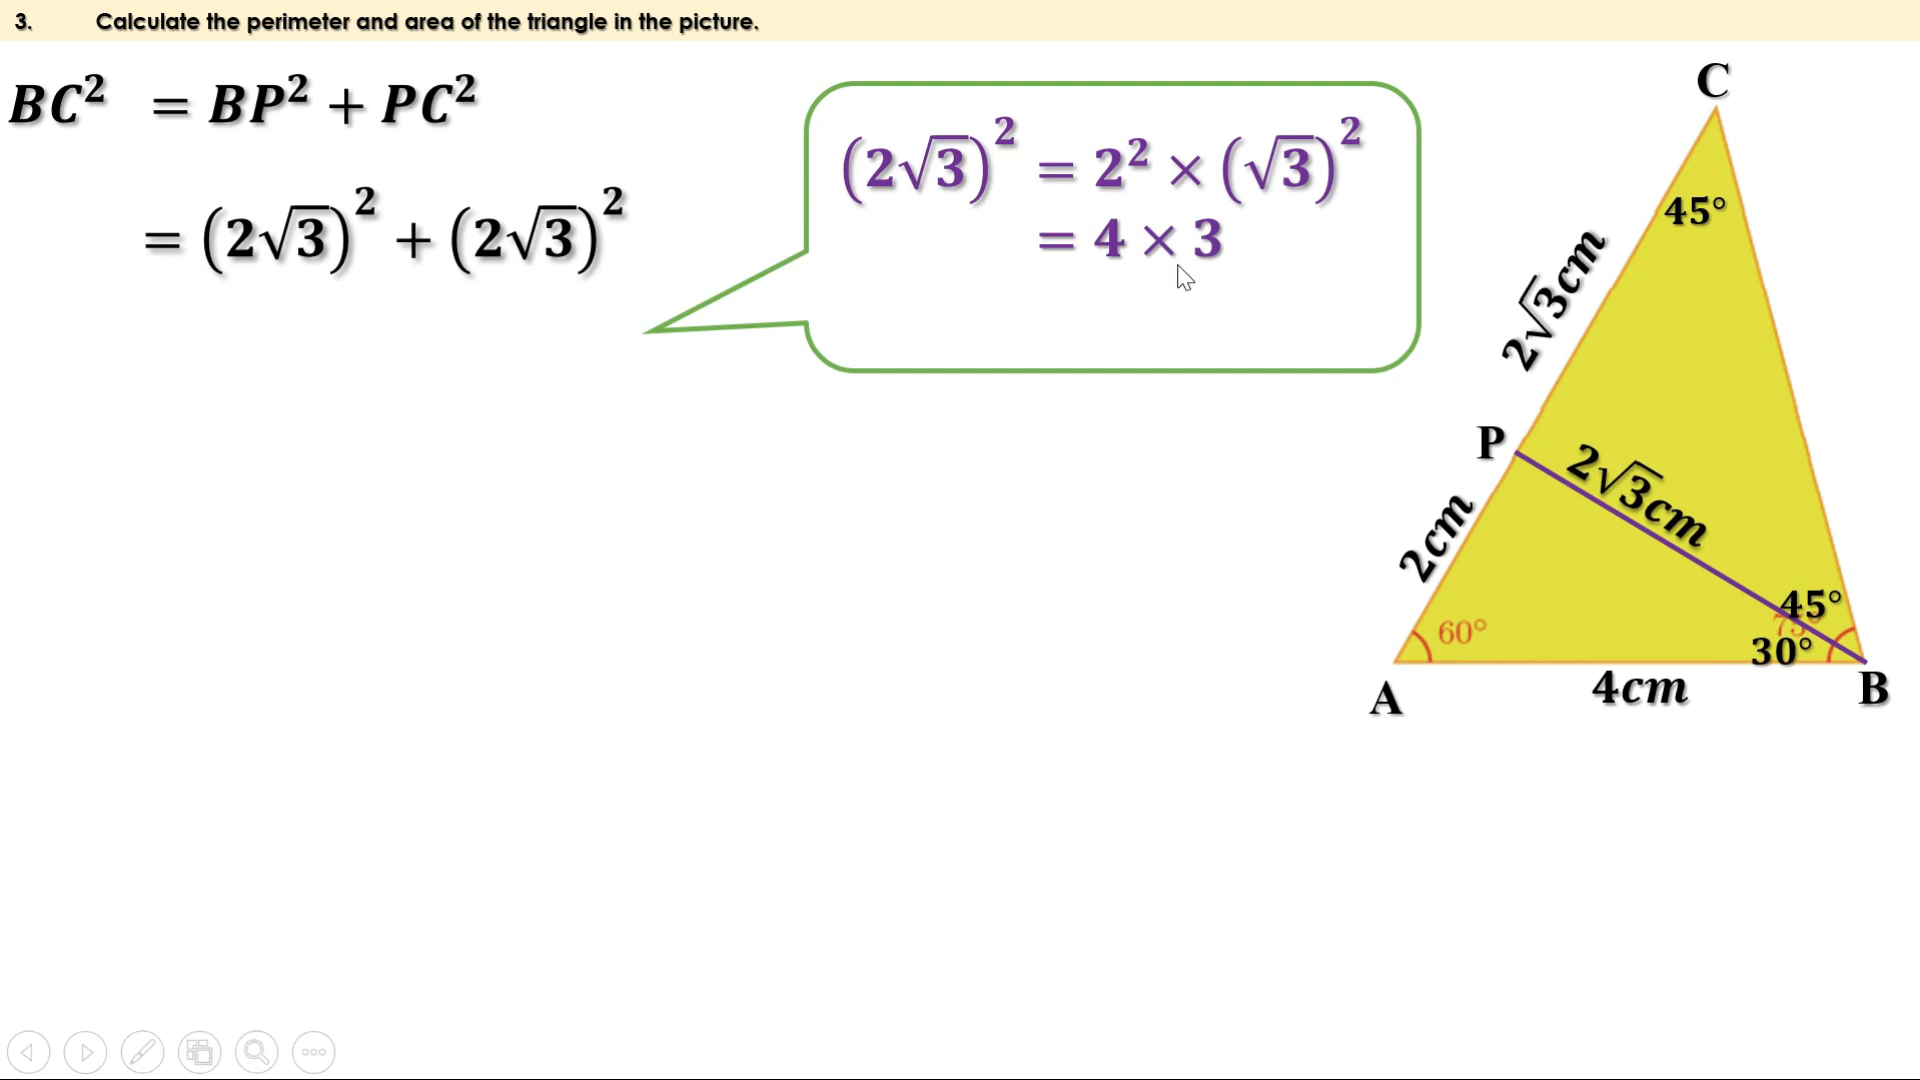 3. Calculate the perimeter and area of the triangle in the picture.
BC² = BP² + PC²
= (2√3)² + (2√3)²
(2√3)² = 2² × (√3)²
= 4 × 3
C
45°
2√3cm
P
2√3cm
2cm
45°
75°
60°
30°
A
4cm
B